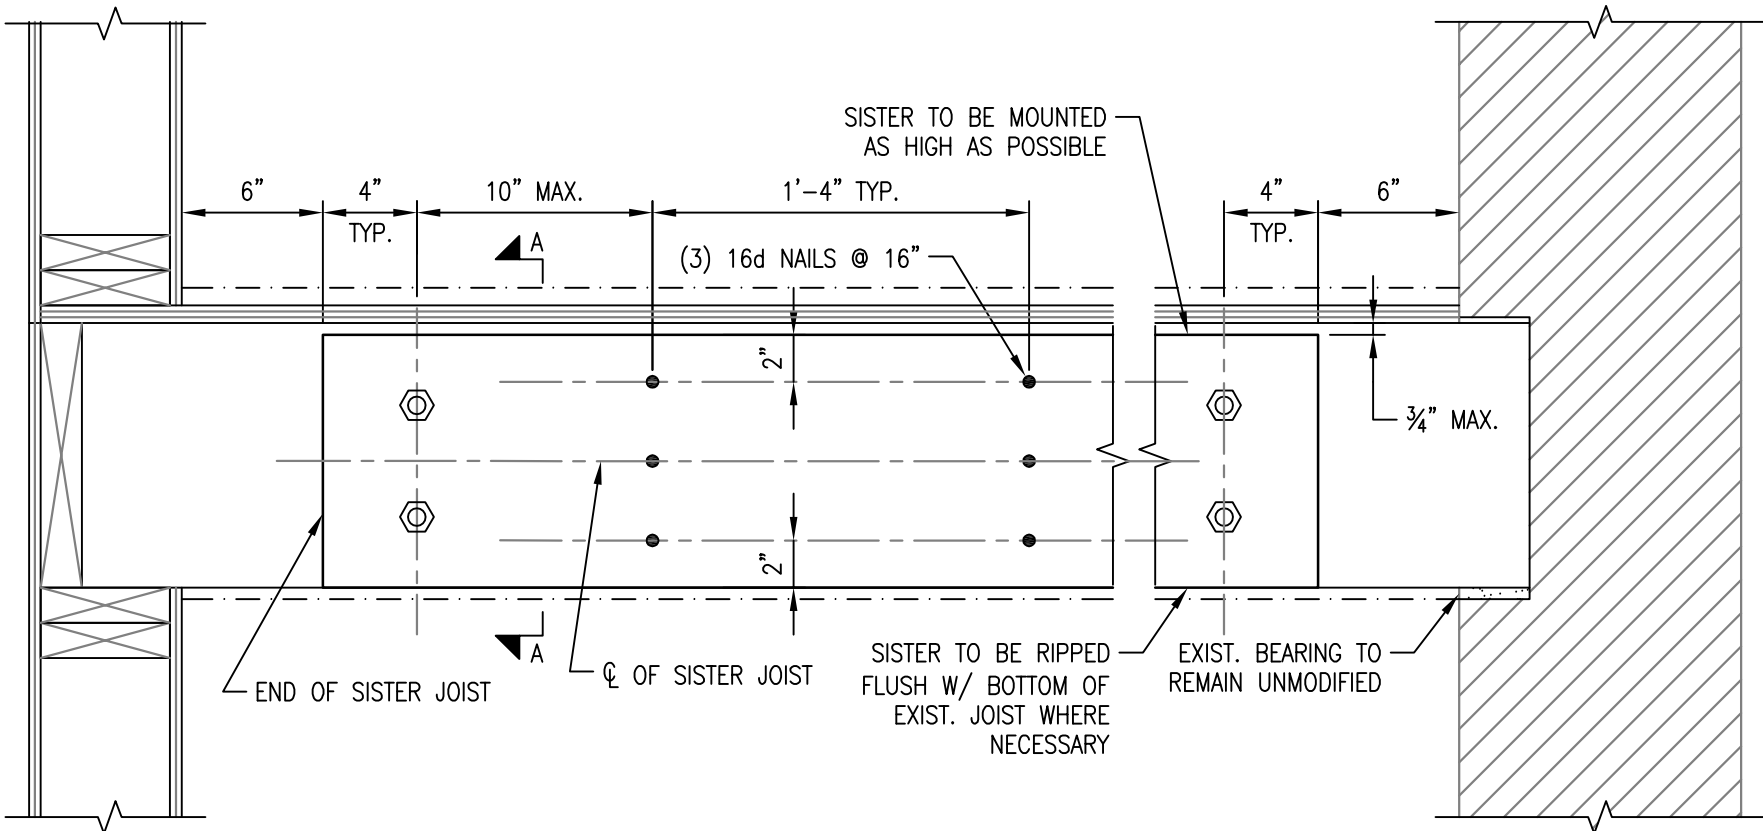 SISTER TO BE MOUNTED
AS HIGH AS POSSIBLE
6”
4”
TYP.
10” MAX.
1’-4” TYP.
4”
TYP.
6”
A
(3) 16d NAILS @ 16”
2”
¾” MAX.
2”
A
END OF SISTER JOIST
℄ OF SISTER JOIST
SISTER TO BE RIPPED
FLUSH W/ BOTTOM OF
EXIST. JOIST WHERE
NECESSARY
EXIST. BEARING TO
REMAIN UNMODIFIED